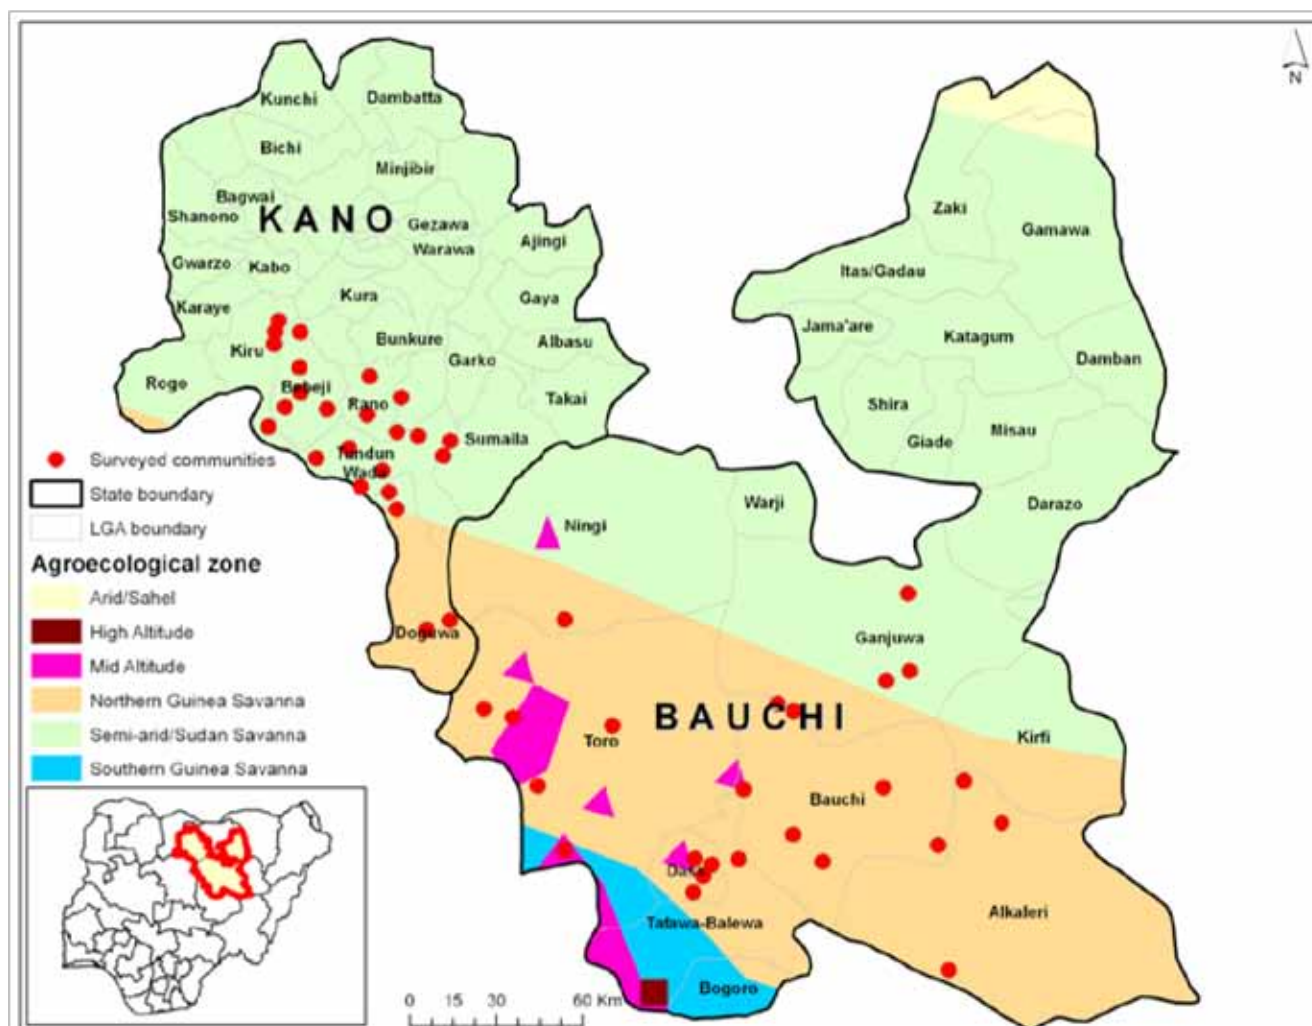 N
Kunchi
Dambatta
Bichi
Minjibir
Bagwai
Shanono
KANO
Gezawa
Warawa
Ajingi
Gwarzo
Kabo
Karaye
Kura
Gaya
Kiru
Bunkure
Garko
Albasu
Rogo
Bebeji
Rano
Takai
Sumaila
Tundun
Wada
Zaki
Gamawa
Itas/Gadau
Jama'are
Katagum
Damban
Shira
Giade
Misau
Darazo
Warji
Ningi
Doguwa
Ganjuwa
BAUCHI
Toro
Kirfi
Bauchi
Dass
Alkaleri
Tafawa-Balewa
Bogoro
Surveyed communities
State boundary
LGA boundary
Agroecological zone
Arid/Sahel
High Altitude
Mid Altitude
Northern Guinea Savanna
Semi-arid/Sudan Savanna
Southern Guinea Savanna
0 15 30 60 Km